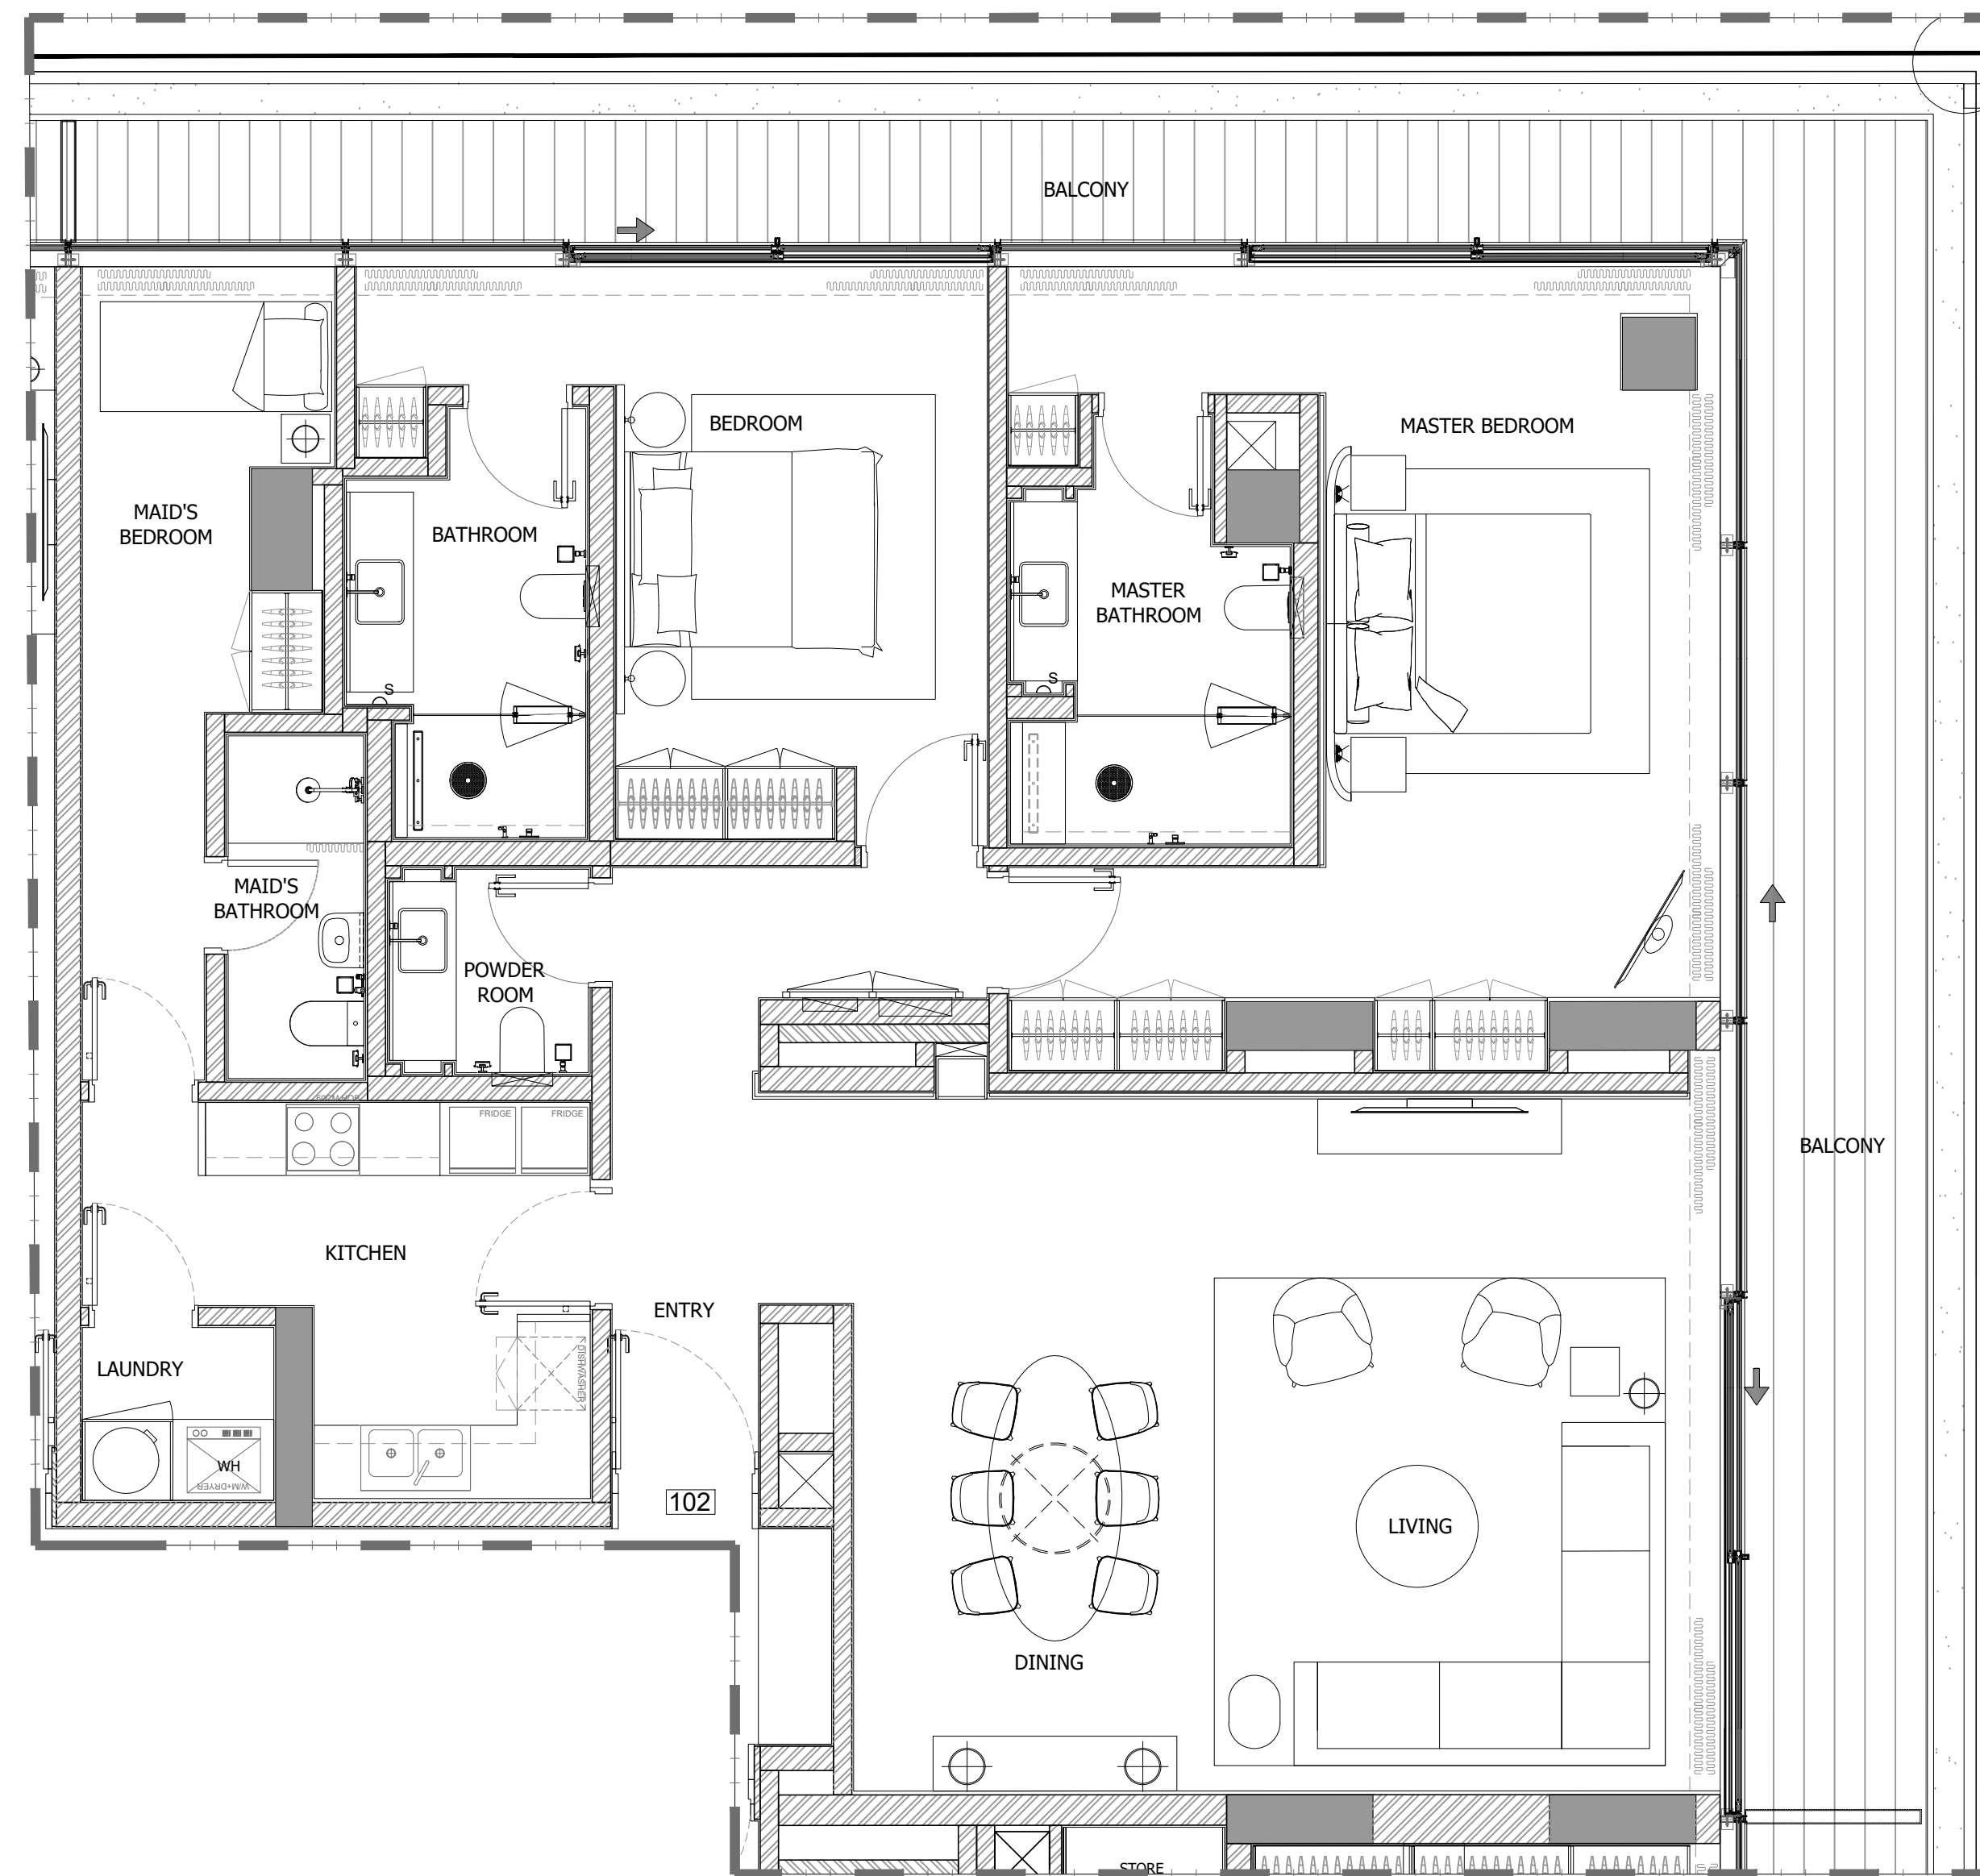 BALCONY
BEDROOM
MASTER BEDROOM
MAID'S
BEDROOM
BATHROOM
MASTER
BATHROOM
S
S
MAID'S
BATHROOM
POWDER
ROOM
FRIDGE
FRIDGE
BALCONY
KITCHEN
ENTRY
LAUNDRY
DISHWASHER
WH
W/M+DRYER
102
LIVING
DINING
STORE